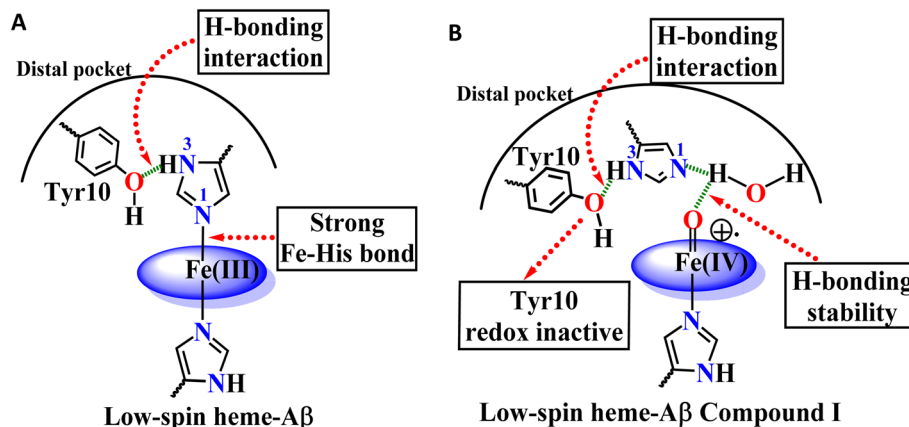 A
H-bonding
interaction
Distal pocket
Tyr10
O
H
H
N
3
1
N
Strong
Fe-His bond
Fe(III)
N
NH
Low-spin heme-Aβ
B
H-bonding
interaction
Distal pocket
Tyr10
O
H
HN
3
N
1
H
O
H
O
⊕·
Fe(IV)
Tyr10
redox inactive
H-bonding
stability
N
NH
Low-spin heme-Aβ Compound I